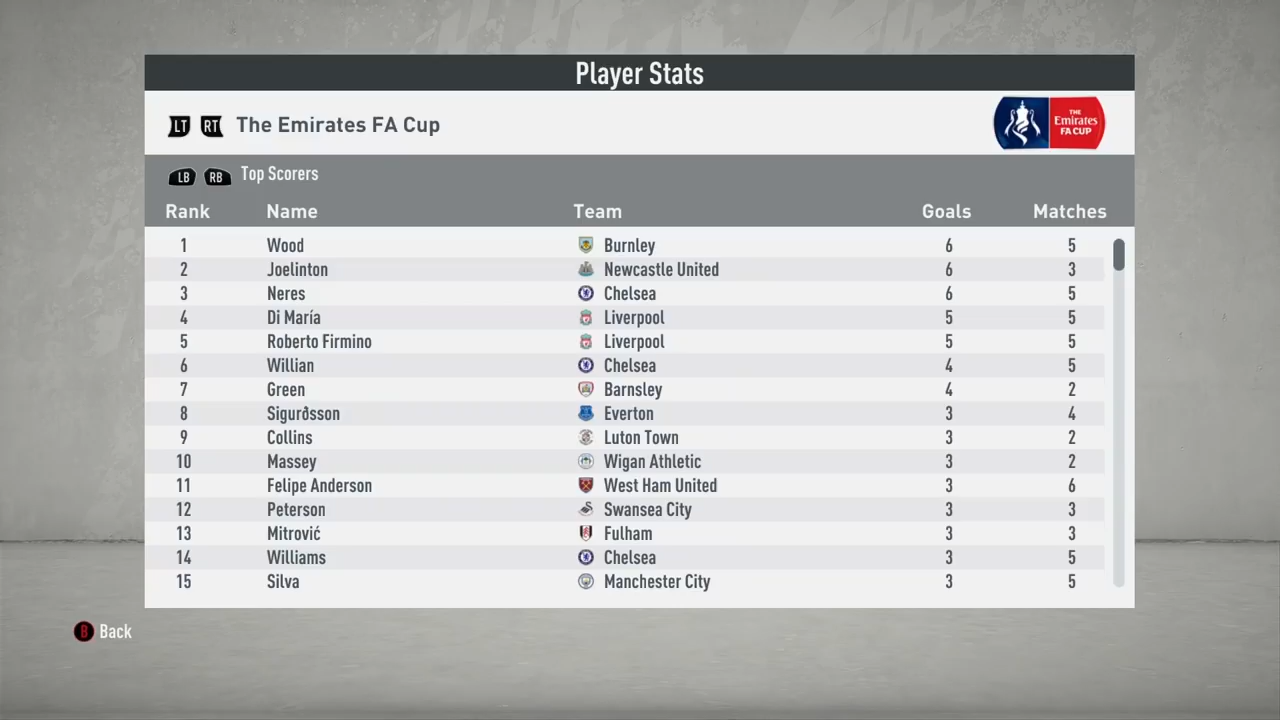 Player Stats
LT RT The Emirates FA Cup
THE
Emirates
FA CUP
LB RB Top Scorers
Rank Name Team Goals Matches
1 Wood Burnley 6 5
2 Joelinton Newcastle United 6 3
3 Neres Chelsea 6 5
4 Di María Liverpool 5 5
5 Roberto Firmino Liverpool 5 5
6 Willian Chelsea 4 5
7 Green Barnsley 4 2
8 Sigurðsson Everton 3 4
9 Collins Luton Town 3 2
10 Massey Wigan Athletic 3 2
11 Felipe Anderson West Ham United 3 6
12 Peterson Swansea City 3 3
13 Mitrović Fulham 3 3
14 Williams Chelsea 3 5
15 Silva Manchester City 3 5
B Back